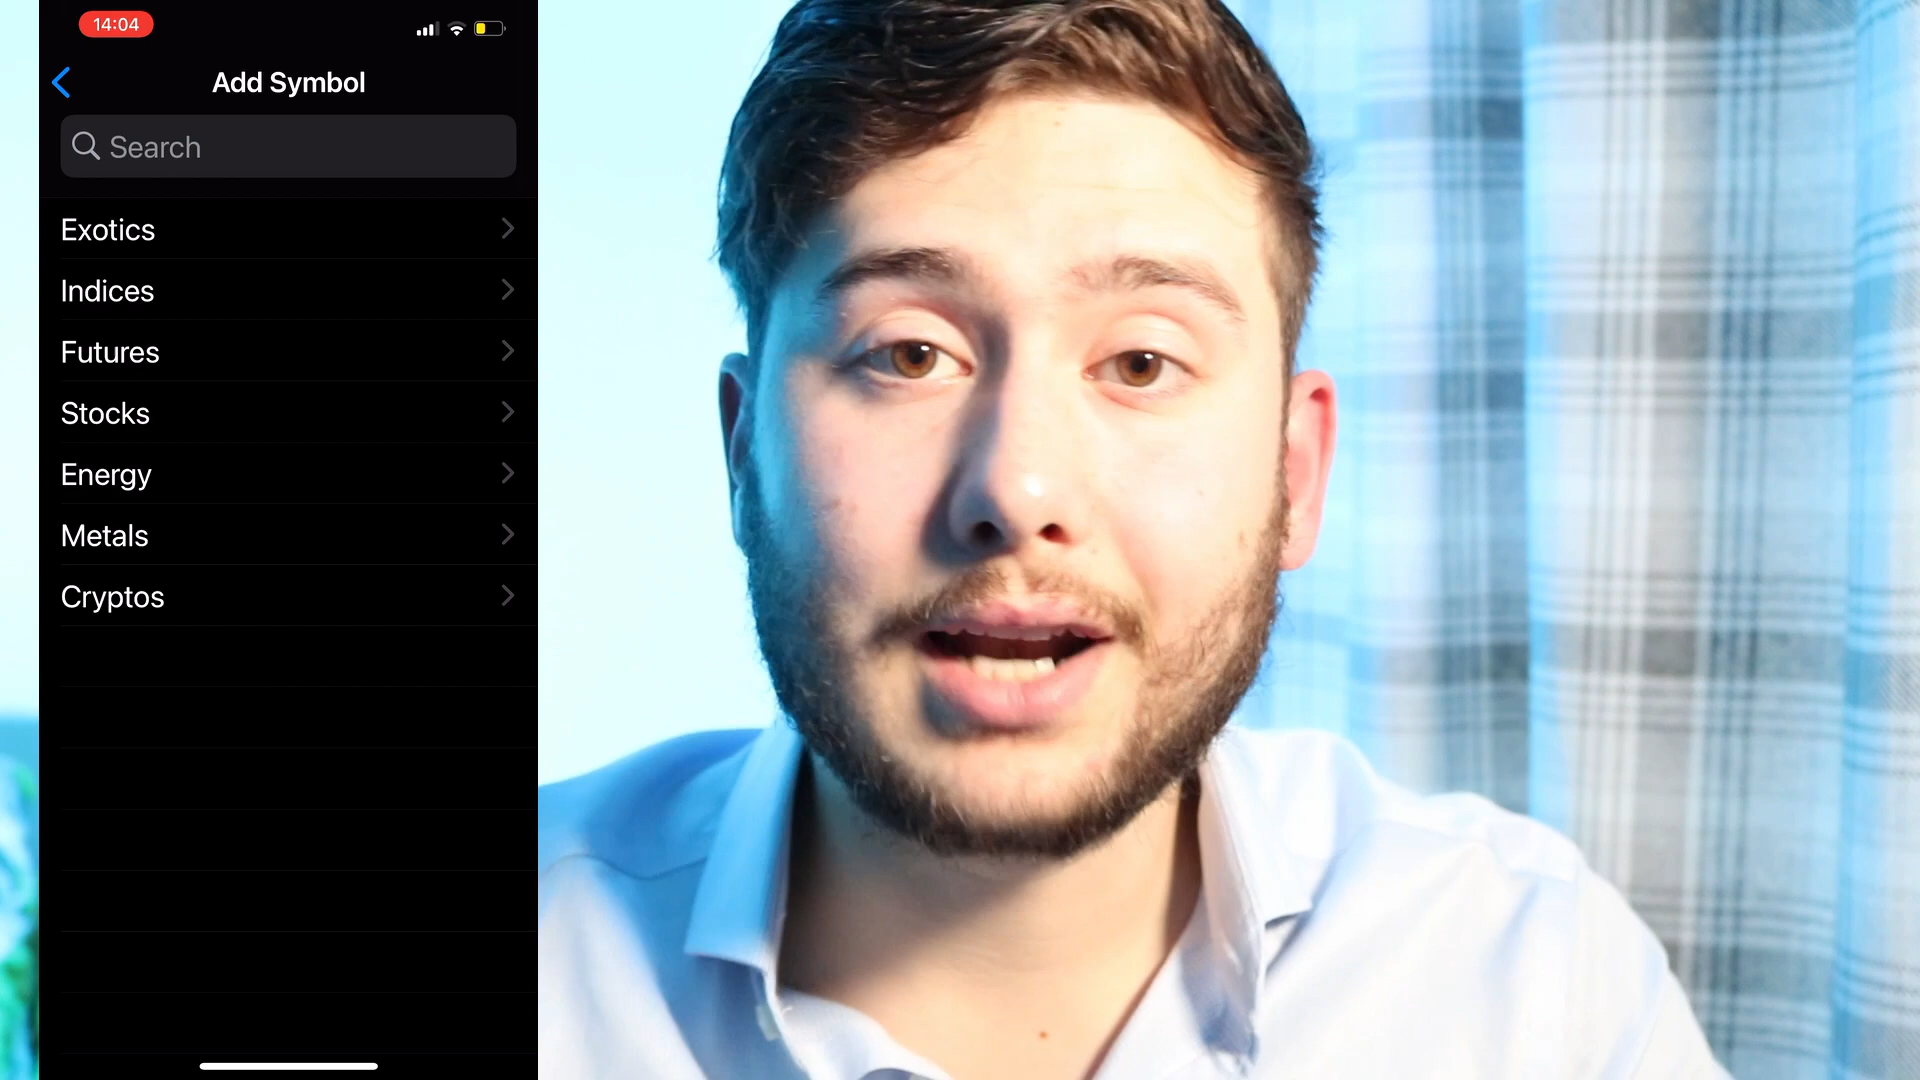 14:04
Add Symbol
Search
Exotics
Indices
Futures
Stocks
Energy
Metals
Cryptos